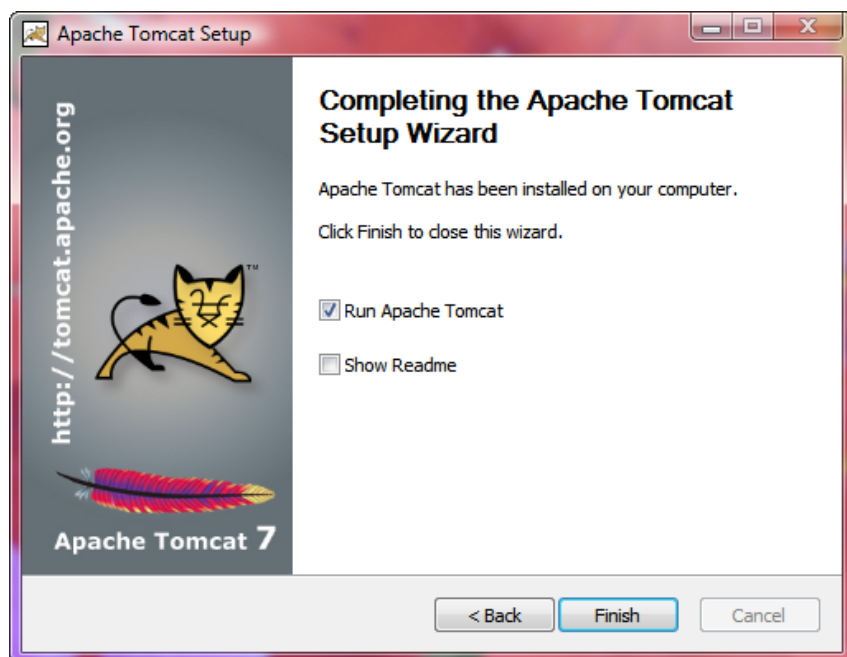 Apache Tomcat Setup
http://tomcat.apache.org
TM
Apache Tomcat 7
Completing the Apache Tomcat
Setup Wizard
Apache Tomcat has been installed on your computer.
Click Finish to close this wizard.
Run Apache Tomcat
Show Readme
< Back
Finish
Cancel